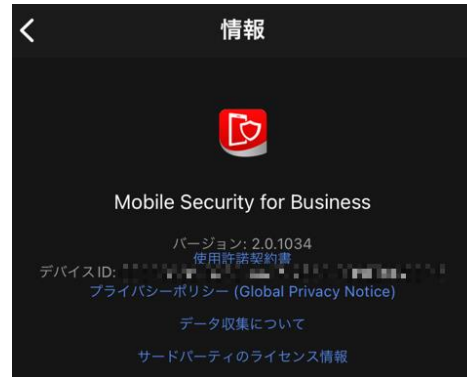 情報
Mobile Security for Business
バージョン: 2.0.1034
使用許諾契約書
デバイスID:
プライバシーポリシー (Global Privacy Notice)
データ収集について
サードパーティのライセンス情報